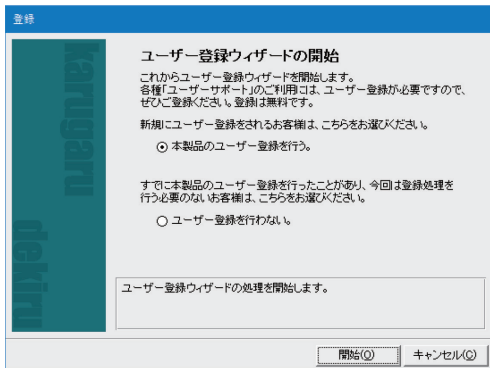 登録
karugaru dekiru
ユーザー登録ウィザードの開始
これからユーザー登録ウィザードを開始します。
各種「ユーザーサポート」のご利用には、ユーザー登録が必要ですので、
ぜひご登録ください。登録は無料です。
新規にユーザー登録をされるお客様は、こちらをお選びください。
本製品のユーザー登録を行う。
すでに本製品のユーザー登録を行ったことがあり、今回は登録処理を
行う必要のないお客様は、こちらをお選びください。
ユーザー登録を行わない。
ユーザー登録ウィザードの処理を開始します。
開始(O)
キャンセル(C)